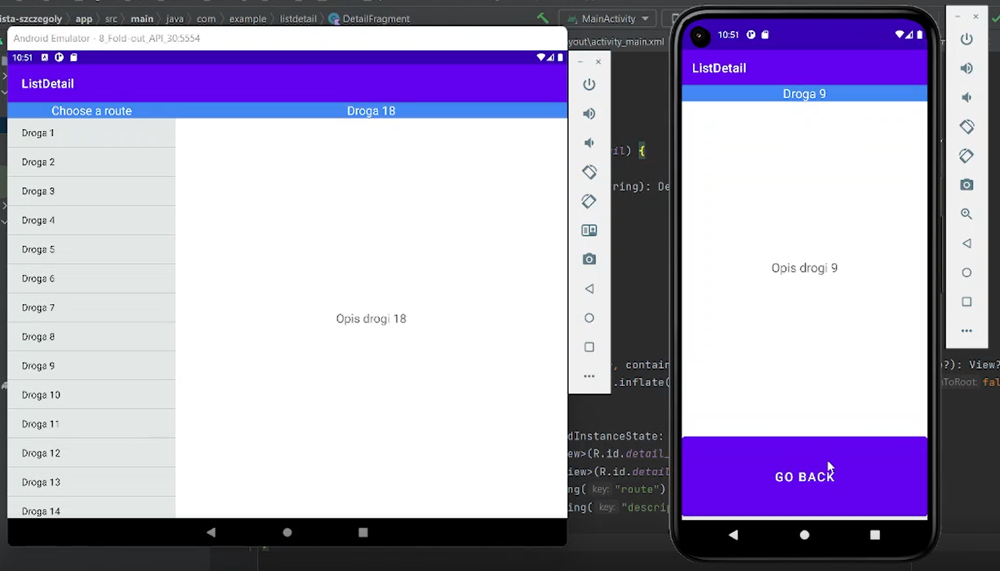 ista-szczegoly app src main java com example listdetail DetailFragment MainActivity
Android Emulator - 8_Fold-out_API_30:5554
yout\activity_main.xml
10:51
ListDetail
Choose a route
Droga 18
Droga 1
Droga 2
Droga 3
Droga 4
Droga 5
Droga 6
Droga 7
Droga 8
Droga 9
Droga 10
Droga 11
Droga 12
Droga 13
Droga 14
Opis drogi 18
il) {
ring): De
, contain
.inflate(
dInstanceState:
ew>(R.id.detail_
iew>(R.id.detail
ng( key: "route")
ing( key: "descrip
10:51
ListDetail
Droga 9
Opis drogi 9
GO BACK
?): View?
nToRoot: fal